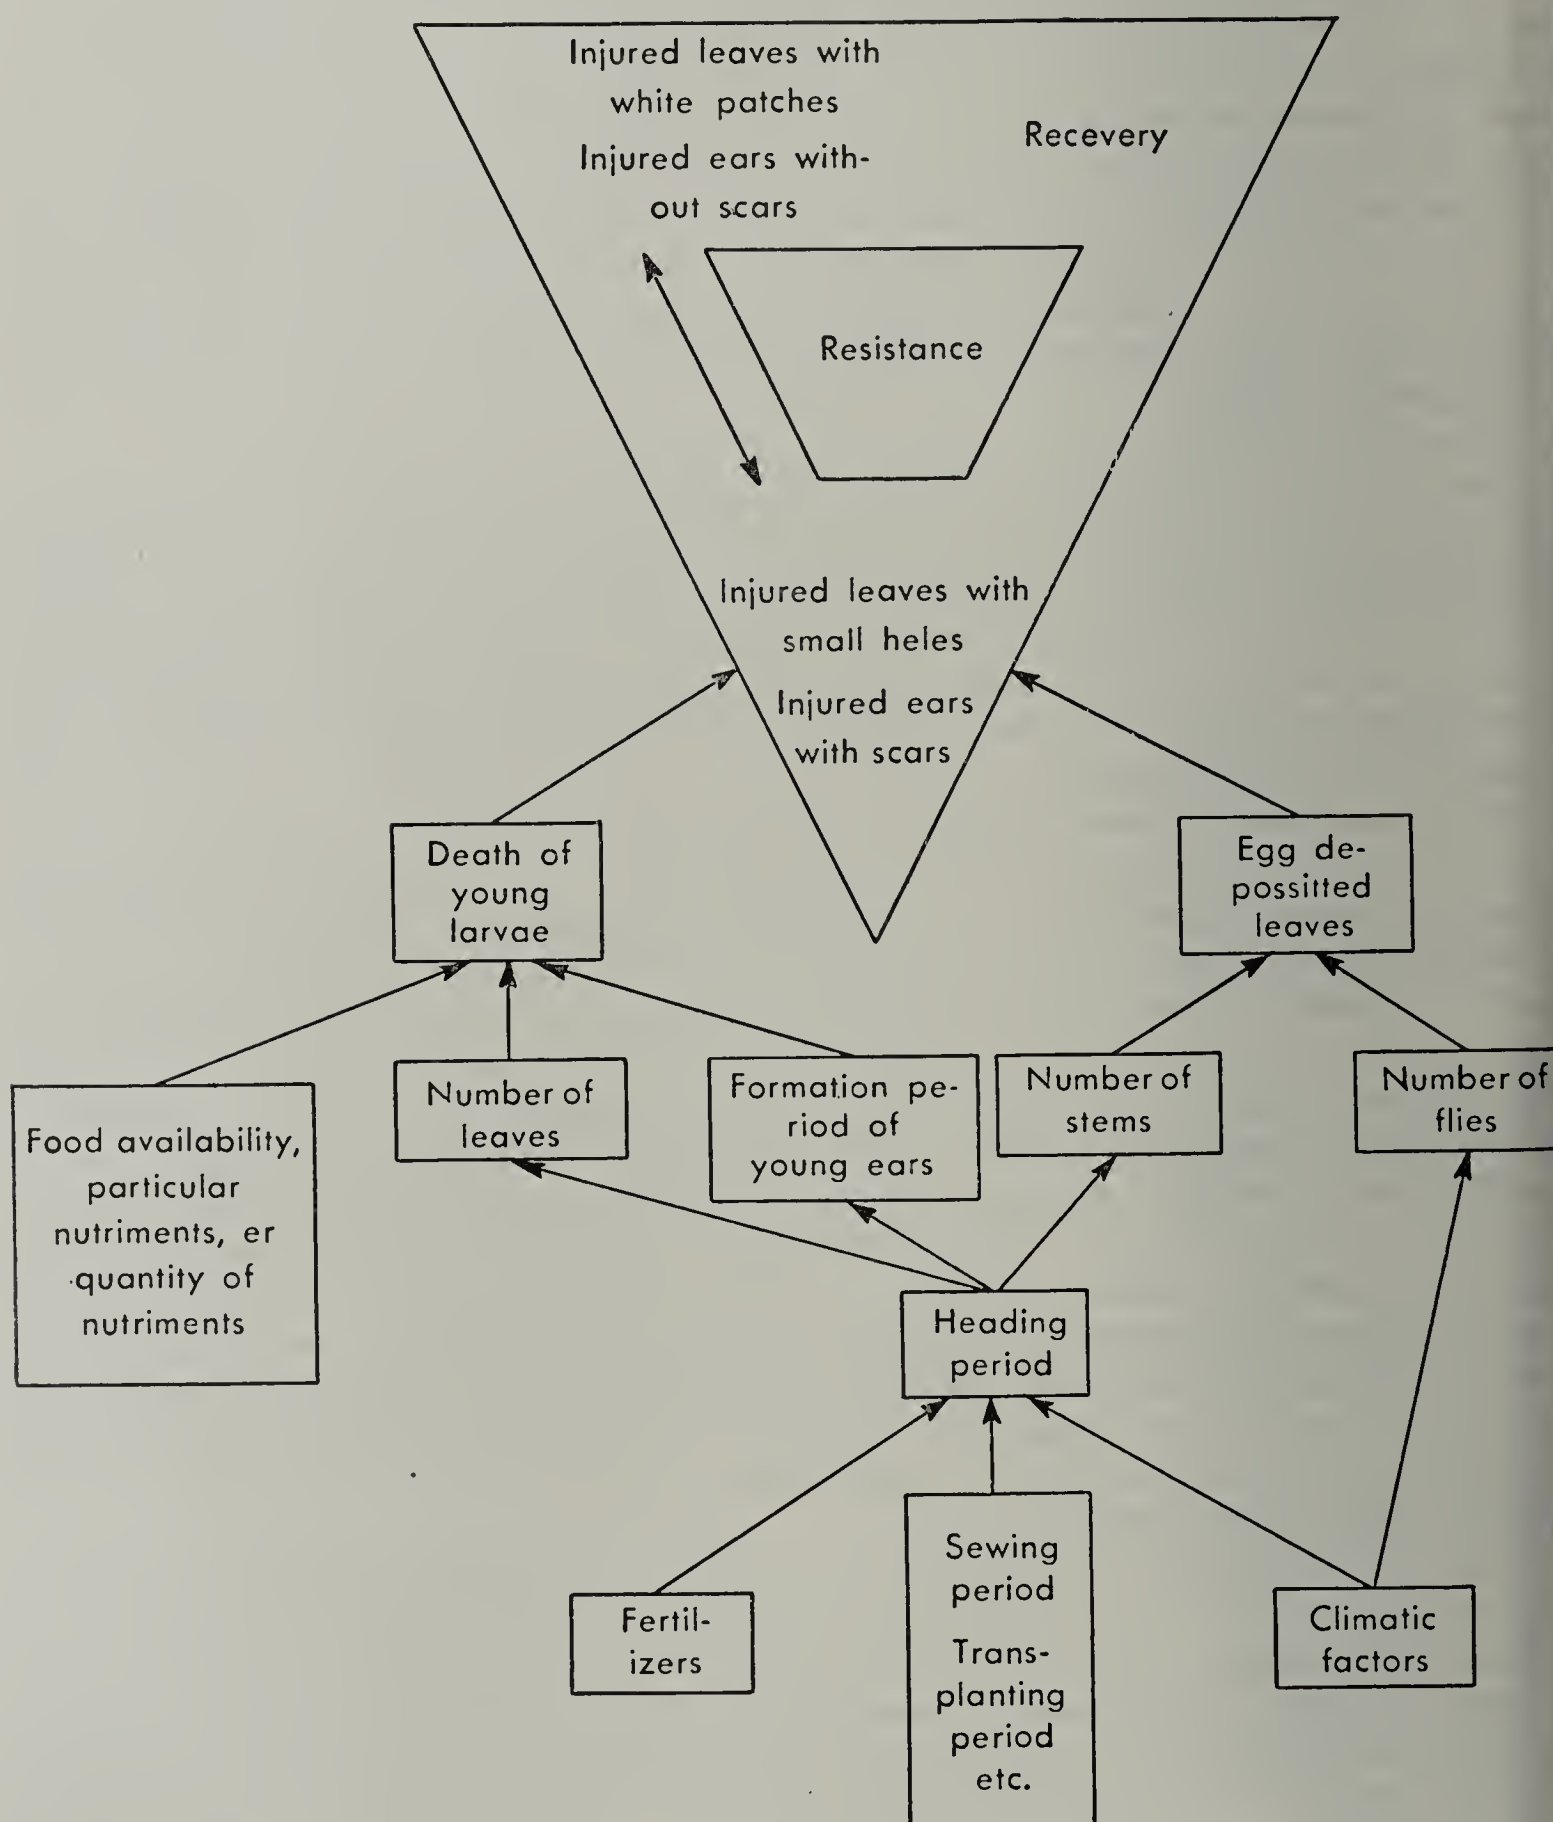 Injured leaves with
white patches
Injured ears with-
out scars
Recevery
Resistance
Injured leaves with
small heles
Injured ears
with scars
Death of
young
larvae
Egg de-
possitted
leaves
Food availability,
particular
nutriments, er
quantity of
nutriments
Number of
leaves
Formation pe-
riod of
young ears
Number of
stems
Number of
flies
Heading
period
Fertil-
izers
Sewing
period
Trans-
planting
period
etc.
Climatic
factors